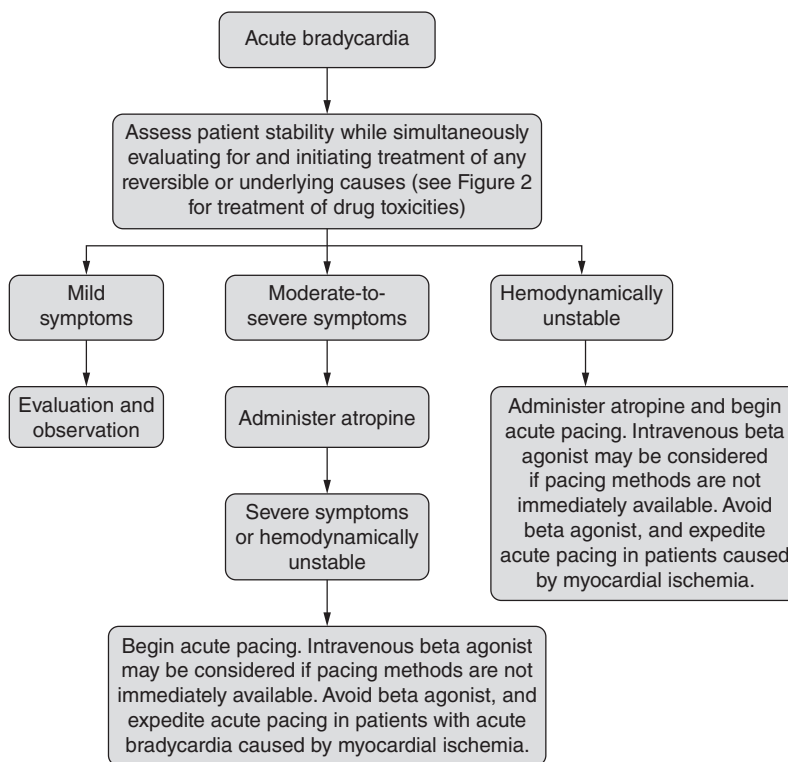 Acute bradycardia
Assess patient stability while simultaneously
evaluating for and initiating treatment of any
reversible or underlying causes (see Figure 2
for treatment of drug toxicities)
Mild
symptoms
Moderate-to-
severe symptoms
Hemodynamically
unstable
Evaluation and
observation
Administer atropine
Administer atropine and begin
acute pacing. Intravenous beta
agonist may be considered
if pacing methods are not
immediately available. Avoid
beta agonist, and expedite
acute pacing in patients caused
by myocardial ischemia.
Severe symptoms
or hemodynamically
unstable
Begin acute pacing. Intravenous beta agonist
may be considered if pacing methods are not
immediately available. Avoid beta agonist, and
expedite acute pacing in patients with acute
bradycardia caused by myocardial ischemia.